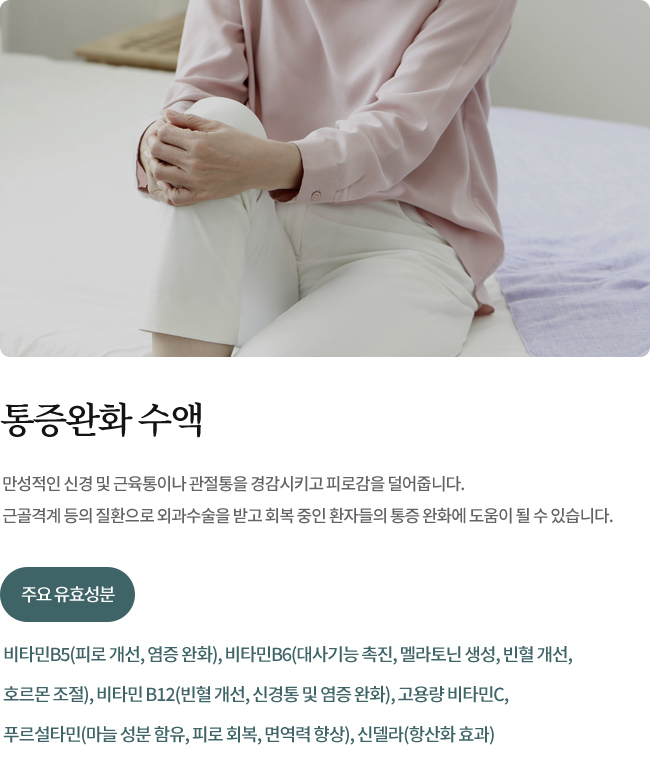 통증완화 수액
만성적인 신경 및 근육통이나 관절통을 경감시키고 피로감을 덜어줍니다.
근골격계 등의 질환으로 외과수술을 받고 회복 중인 환자들의 통증 완화에 도움이 될 수 있습니다.
주요 유효성분
비타민B5(피로 개선, 염증 완화), 비타민B6(대사기능 촉진, 멜라토닌 생성, 빈혈 개선,
호르몬 조절), 비타민 B12(빈혈 개선, 신경통 및 염증 완화), 고용량 비타민C,
푸르설타민(마늘 성분 함유, 피로 회복, 면역력 향상), 신델라(항산화 효과)